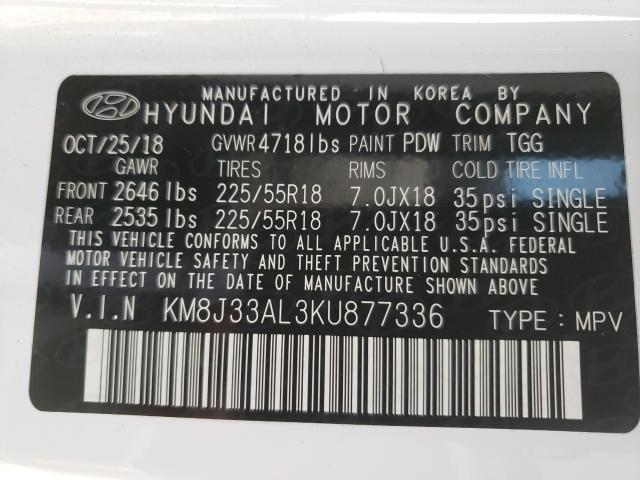 MANUFACTURED IN KOREA BY
HYUNDAI MOTOR COMPANY
OCT/25/18 GVWR 4718lbs PAINT PDW TRIM TGG
GAWR TIRES RIMS COLD TIRE INFL
FRONT 2646 lbs 225/55R18 7.0JX18 35psi SINGLE
REAR 2535 lbs 225/55R18 7.0JX18 35psi SINGLE
THIS VEHICLE CONFORMS TO ALL APPLICABLE U.S.A. FEDERAL
MOTOR VEHICLE SAFETY AND THEFT PREVENTION STANDARDS
IN EFFECT ON THE DATE OF MANUFACTURE SHOWN ABOVE
V.I.N KM8J33AL3KU877336 TYPE : MPV